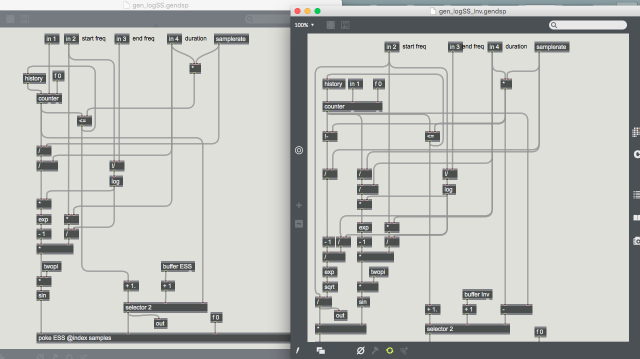 gen_logSS.gendsp
in 1 in 2 start freq in 3 end freq in 4 duration samplerate
*
history f 0
counter
<=
/
/ !/
log
*
exp *
- 1 /
*
twopi buffer ESS
*
sin + 1. + 1
selector 2
out f 0
poke ESS @index samples
gen_logSS_Inv.gendsp
100%
in 2 start freq in 3 end freq in 4 duration samplerate
*
history in 1 f 0
counter
!- <=
/ / !/
/ log
*
exp *
- 1 / - 1 /
/ *
exp twopi
sqrt * buffer Inv
/ sin + 1. + 1 -
out
* selector 2 f 0